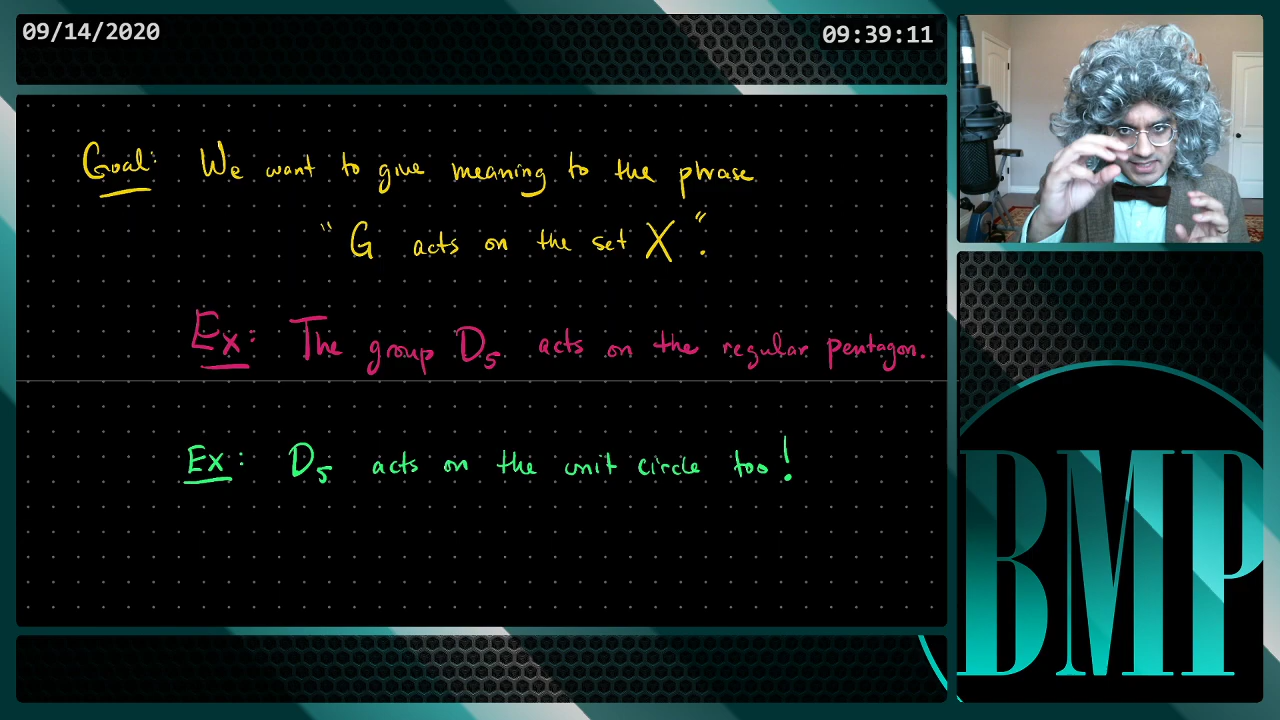 09/14/2020
09:39:11
Goal: We want to give meaning to the phrase
"G acts on the set X".
Ex: The group D5 acts on the regular pentagon.
Ex: D5 acts on the unit circle too!
BMP